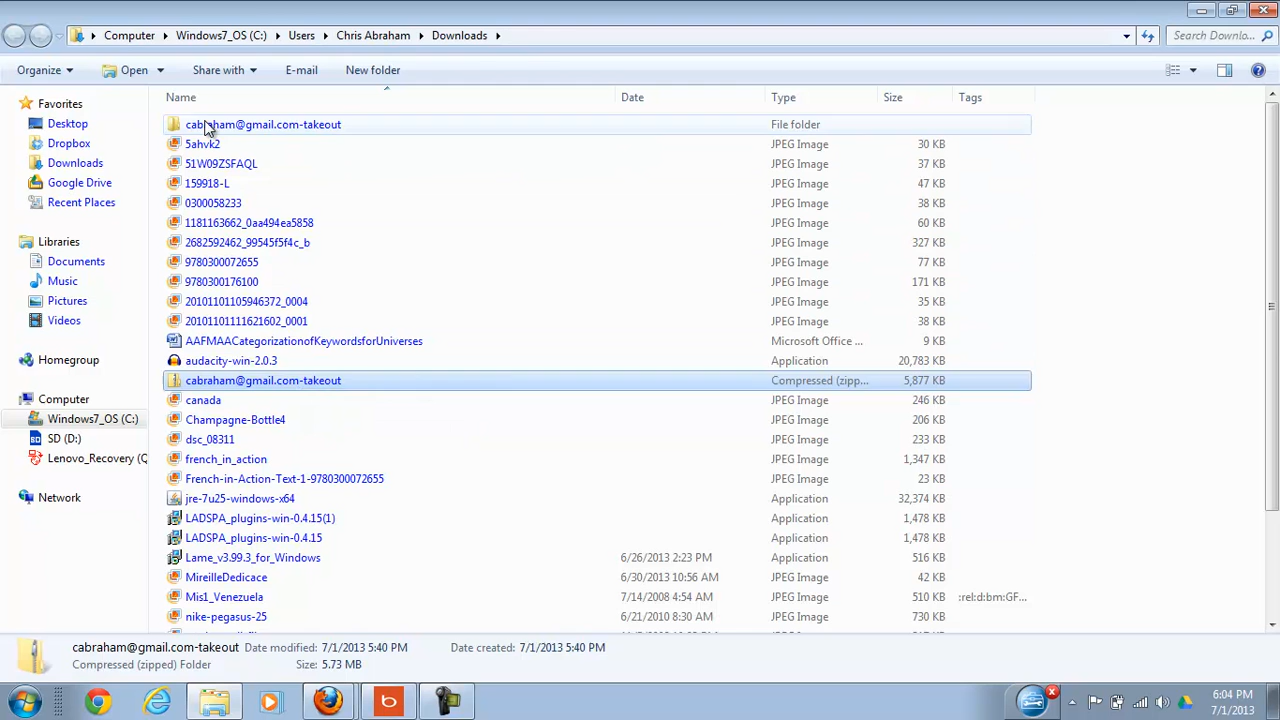 Computer Windows7_OS (C:) Users Chris Abraham Downloads Search Downlo...
Organize Open Share with E-mail New folder
Name Date Type Size Tags
Favorites
Desktop
Dropbox
Downloads
Google Drive
Recent Places
Libraries
Documents
Music
Pictures
Videos
Homegroup
Computer
Windows7_OS (C:)
SD (D:)
Lenovo_Recovery (Q
Network
cabraham@gmail.com-takeout File folder
5ahvk2 JPEG Image 30 KB
51W09ZSFAQL JPEG Image 37 KB
159918-L JPEG Image 47 KB
0300058233 JPEG Image 38 KB
1181163662_0aa494ea5858 JPEG Image 60 KB
2682592462_99545f5f4c_b JPEG Image 327 KB
9780300072655 JPEG Image 77 KB
9780300176100 JPEG Image 171 KB
20101101105946372_0004 JPEG Image 35 KB
20101101111621602_0001 JPEG Image 38 KB
AAFMAACategorizationofKeywordsforUniverses Microsoft Office ... 9 KB
audacity-win-2.0.3 Application 20,783 KB
cabraham@gmail.com-takeout Compressed (zipp... 5,877 KB
canada JPEG Image 246 KB
Champagne-Bottle4 JPEG Image 206 KB
dsc_08311 JPEG Image 233 KB
french_in_action JPEG Image 1,347 KB
French-in-Action-Text-1-9780300072655 JPEG Image 23 KB
jre-7u25-windows-x64 Application 32,374 KB
LADSPA_plugins-win-0.4.15(1) Application 1,478 KB
LADSPA_plugins-win-0.4.15 Application 1,478 KB
Lame_v3.99.3_for_Windows 6/26/2013 2:23 PM Application 516 KB
MireilleDedicace 6/30/2013 10:56 AM JPEG Image 42 KB
Mis1_Venezuela 7/14/2008 4:54 AM JPEG Image 510 KB :rel:d:bm:GF...
nike-pegasus-25 6/21/2010 8:30 AM JPEG Image 730 KB
cabraham@gmail.com-takeout Date modified: 7/1/2013 5:40 PM Date created: 7/1/2013 5:40 PM
Compressed (zipped) Folder Size: 5.73 MB
6:04 PM
7/1/2013